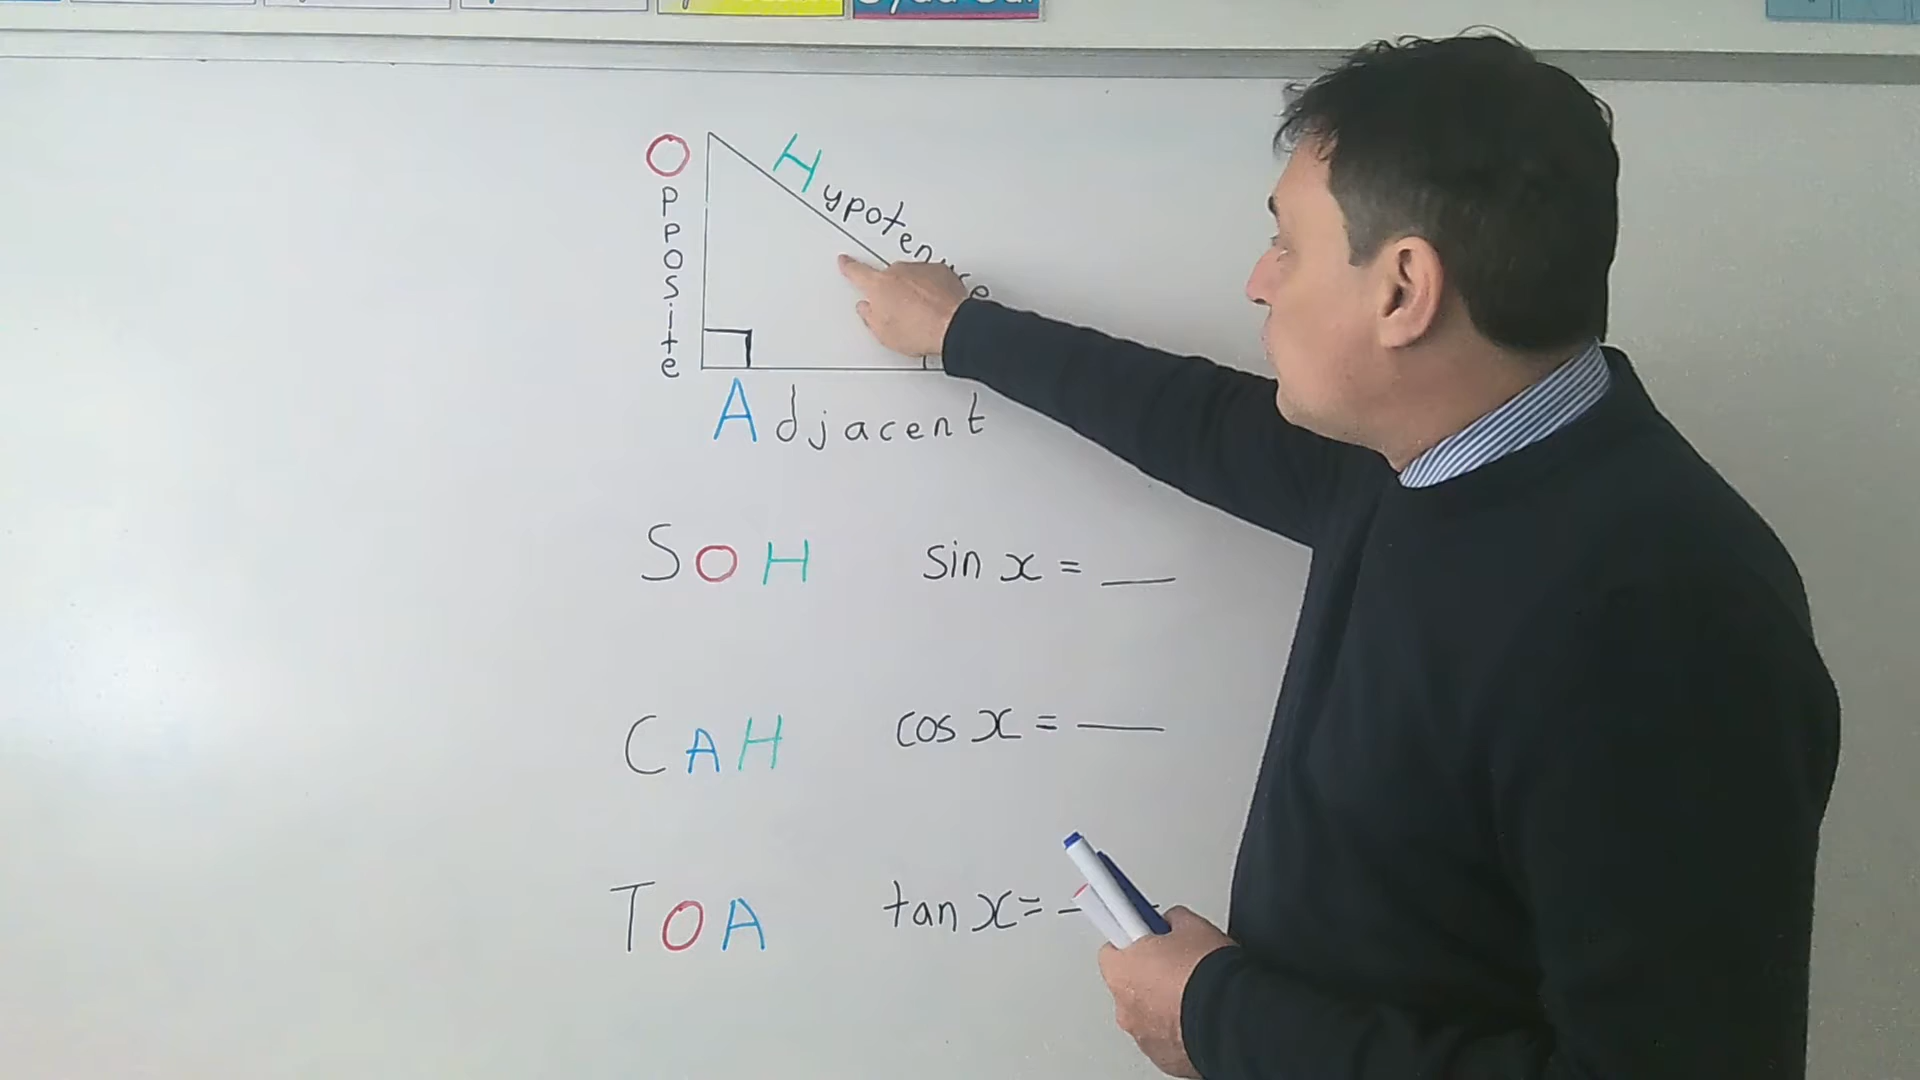 Opposite
Hypotenuse
Adjacent
SOH sin x =
CAH cos x =
TOA tan x =